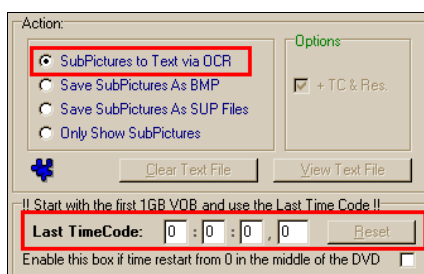 Action:
SubPictures to Text via OCR
Save SubPictures As BMP
Save SubPictures As SUP Files
Only Show SubPictures
Options
+ TC & Res.
Clear Text File
View Text File
!! Start with the first 1GB VOB and use the Last Time Code !!
Last TimeCode: 0 : 0 : 0 , 0 Reset
Enable this box if time restart from 0 in the middle of the DVD